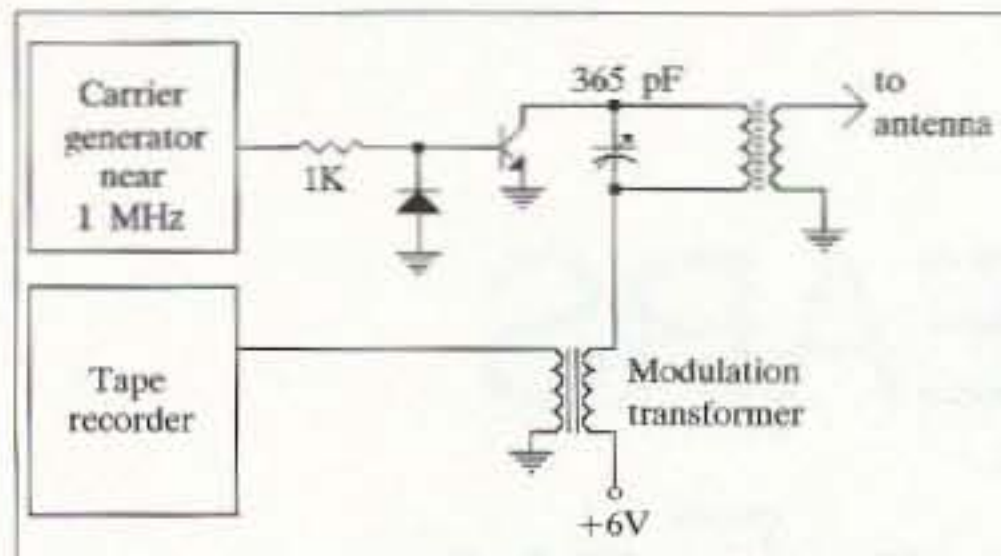 Carrier
generator
near
1 MHz
1K
365 pF
to
antenna
Tape
recorder
Modulation
transformer
+6V